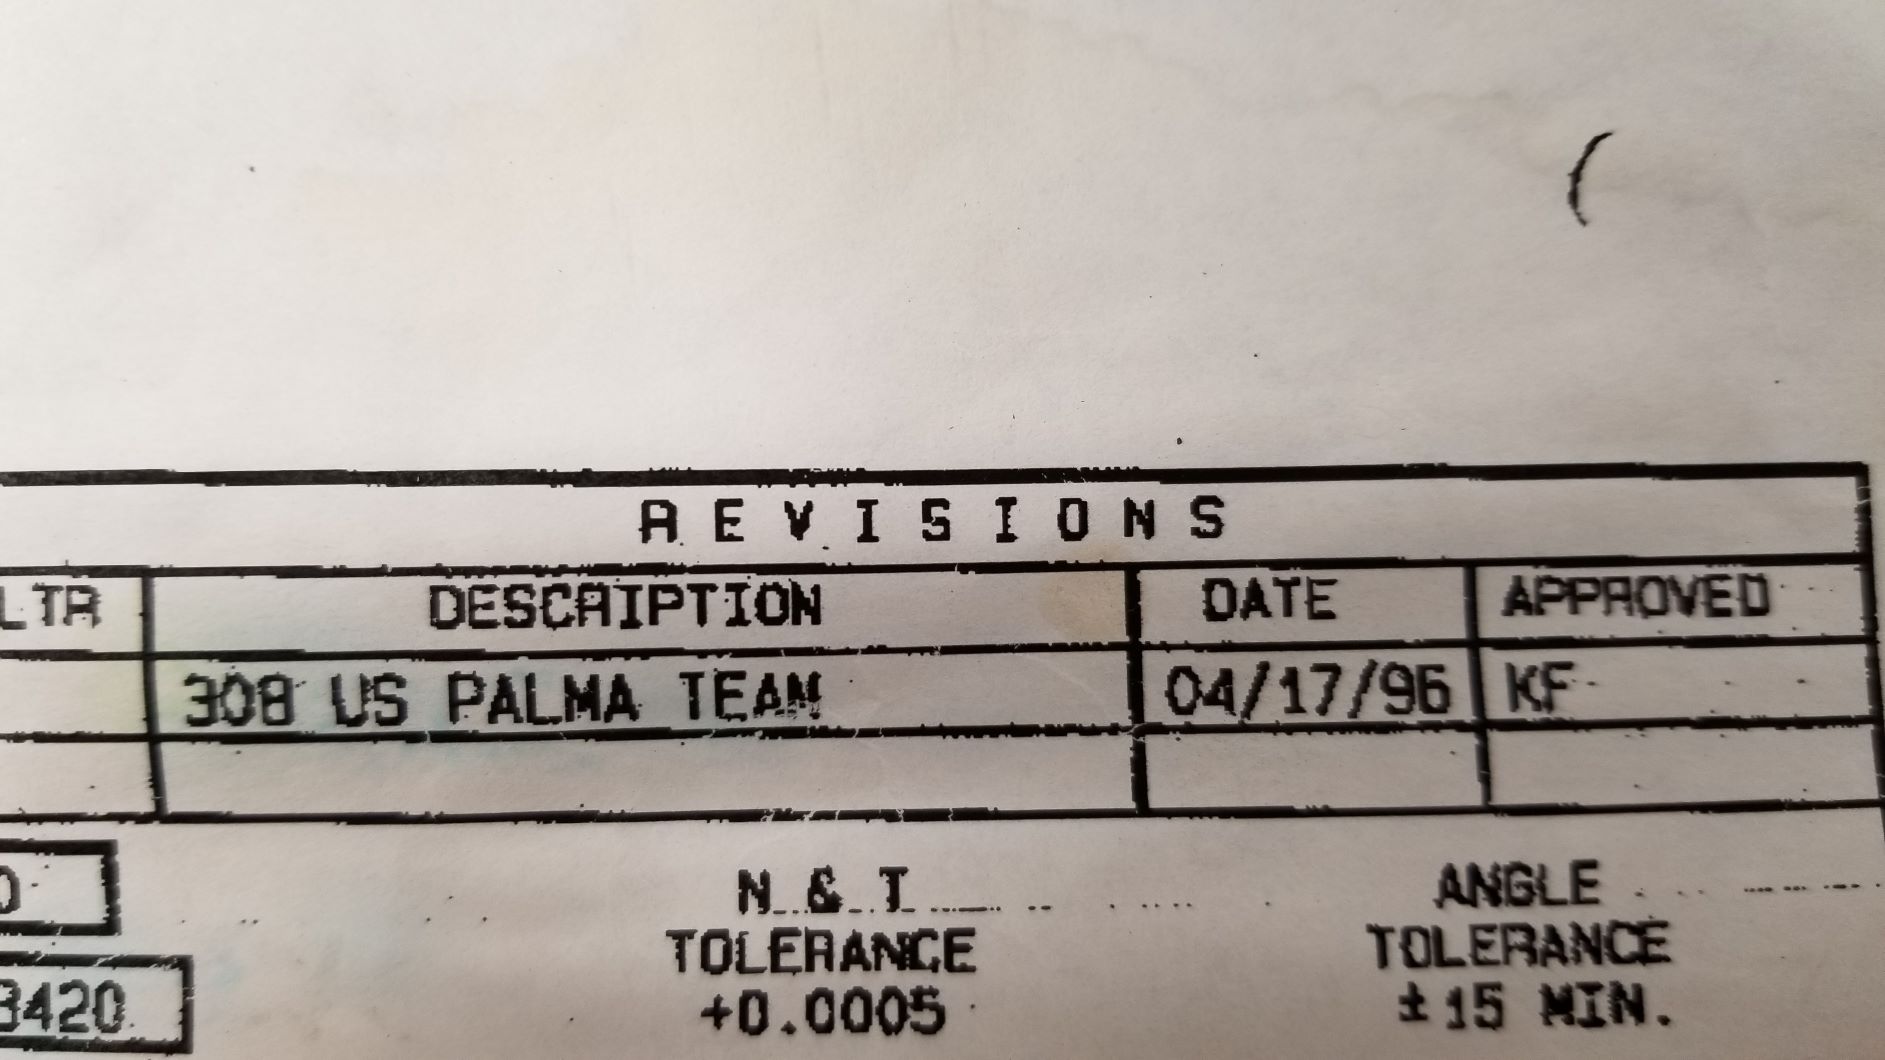 REVISIONS
LTR DESCRIPTION DATE APPROVED
308 US PALMA TEAM 04/17/96 KF
N & T
TOLERANCE
+0.0005
ANGLE
TOLERANCE
±15 MIN.
3420